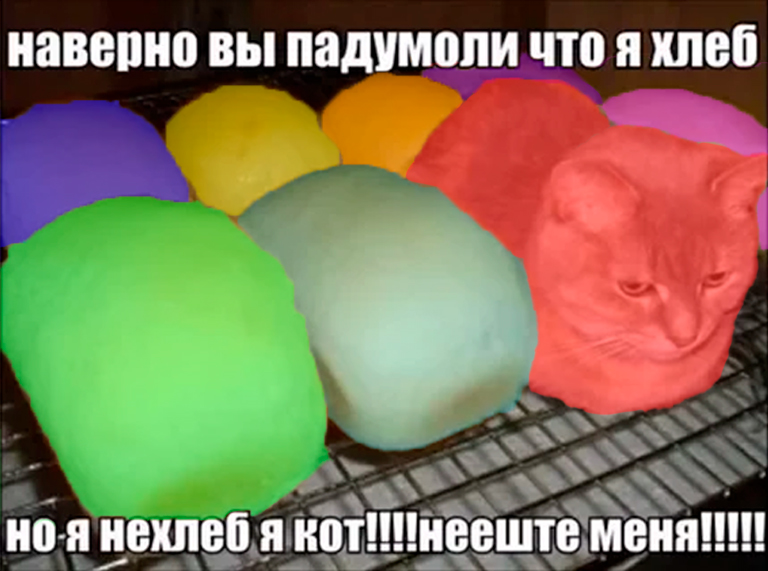 наверно вы падумоли что я хлеб
но я нехлеб я кот!!!!нееште меня!!!!!